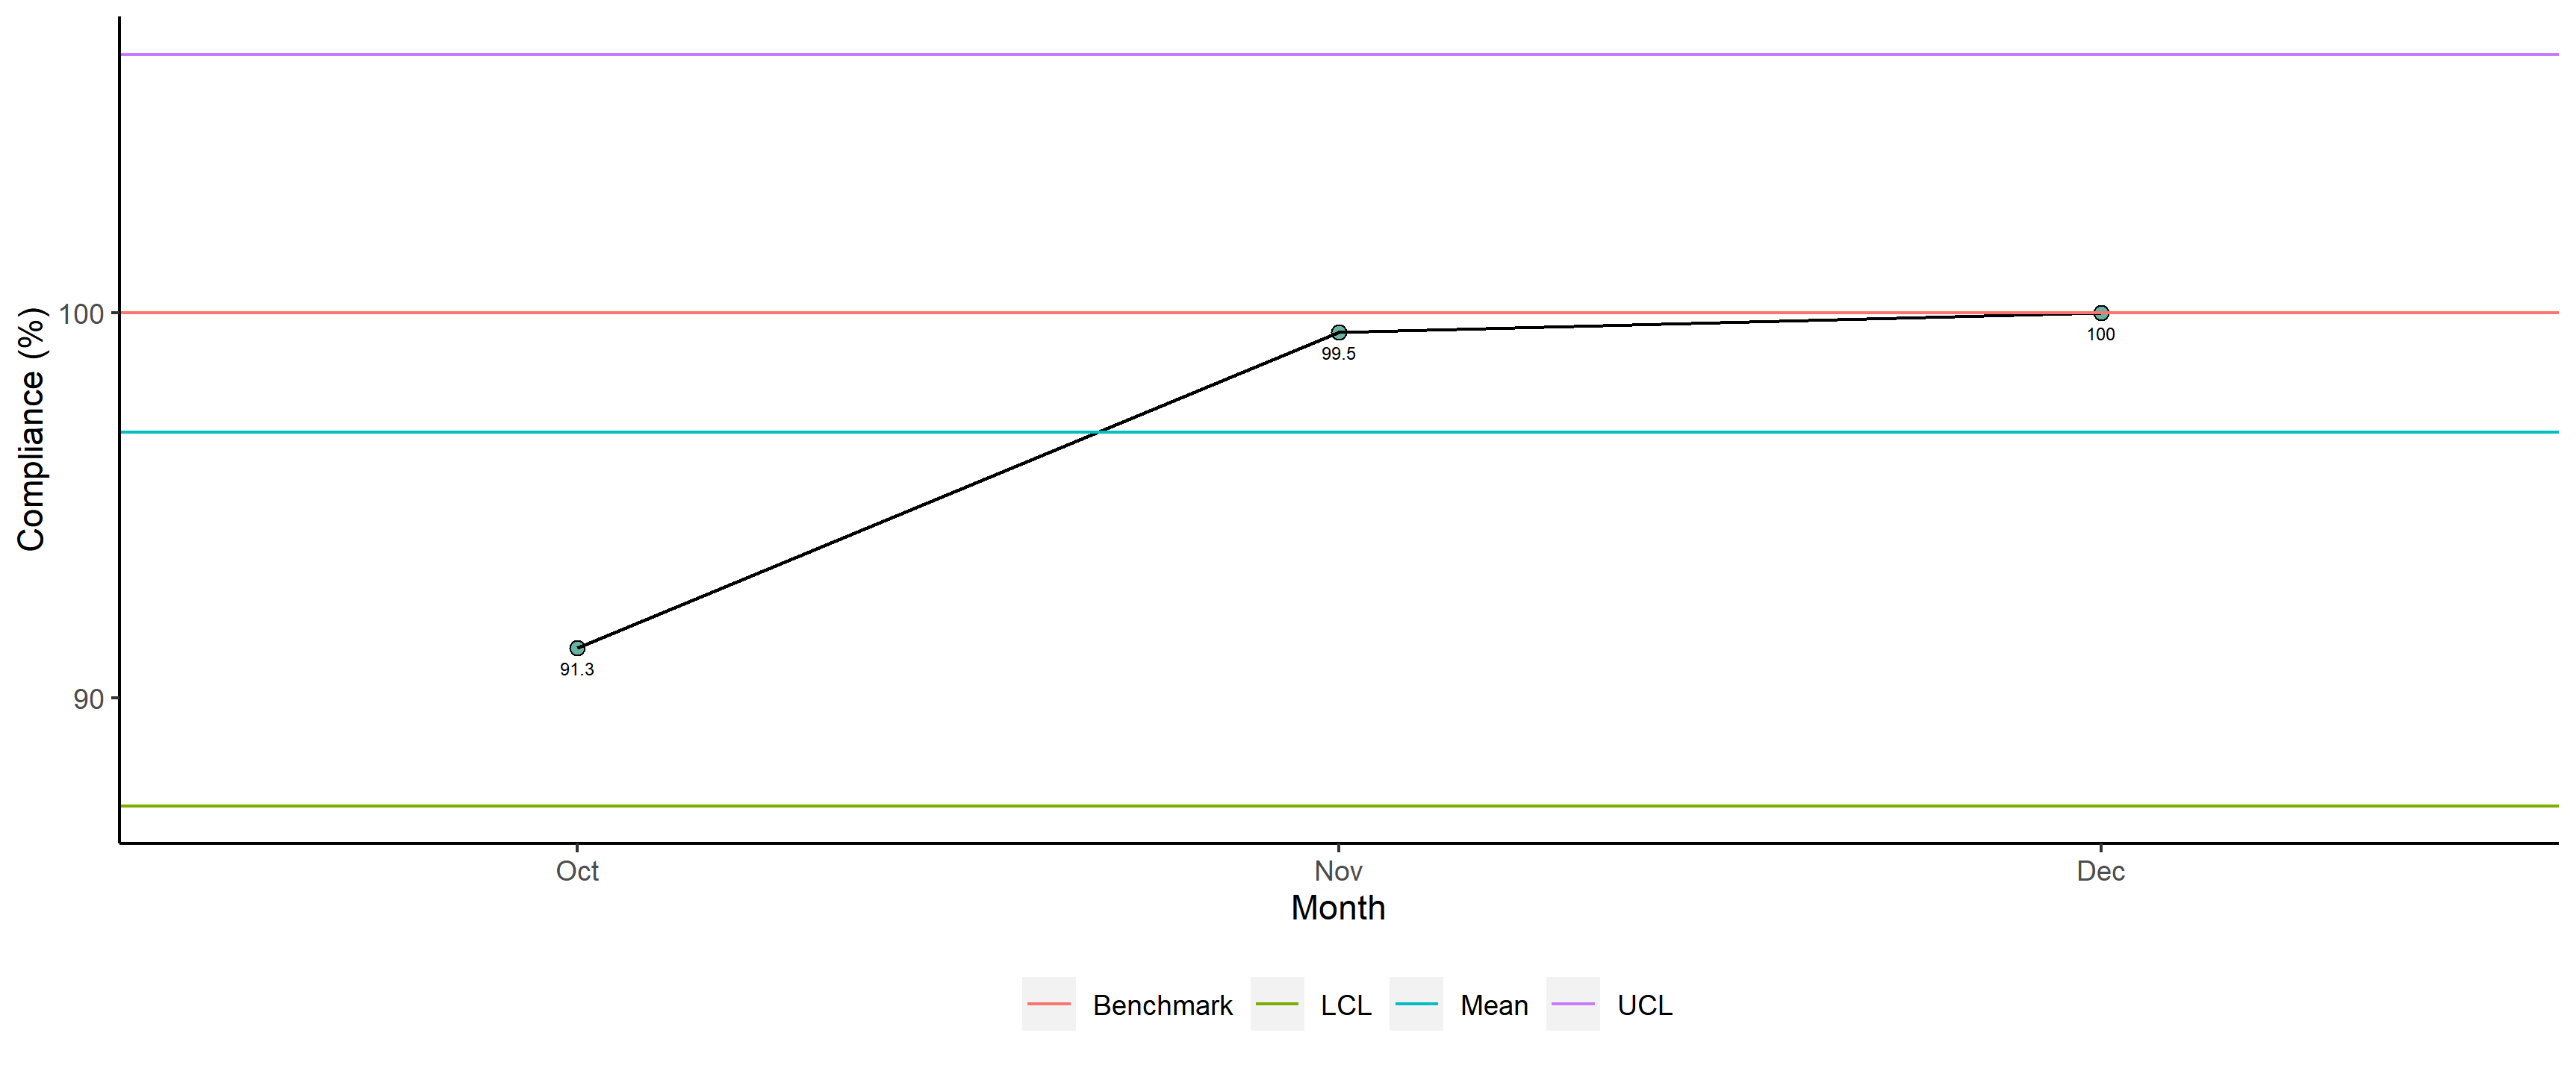 Compliance (%)
100
90
91.3
99.5
100
Oct Nov Dec
Month
Benchmark LCL Mean UCL